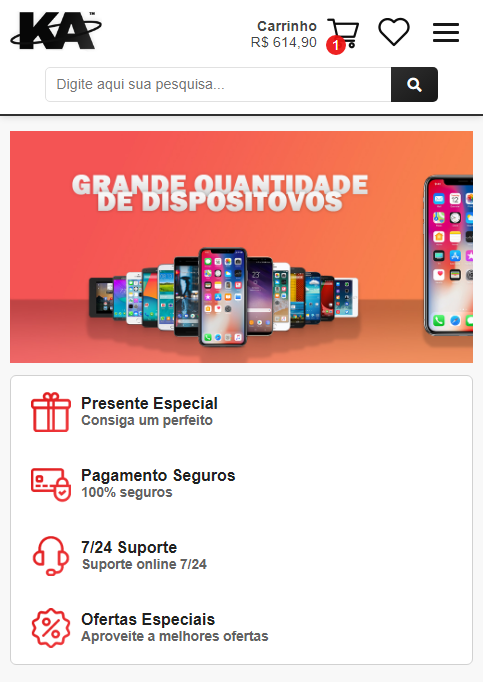 KA™
Carrinho
R$ 614,90
1
Digite aqui sua pesquisa...
GRANDE QUANTIDADE
DE DISPOSITOVOS
Presente Especial
Consiga um perfeito
Pagamento Seguros
100% seguros
7/24 Suporte
Suporte online 7/24
Ofertas Especiais
Aproveite a melhores ofertas